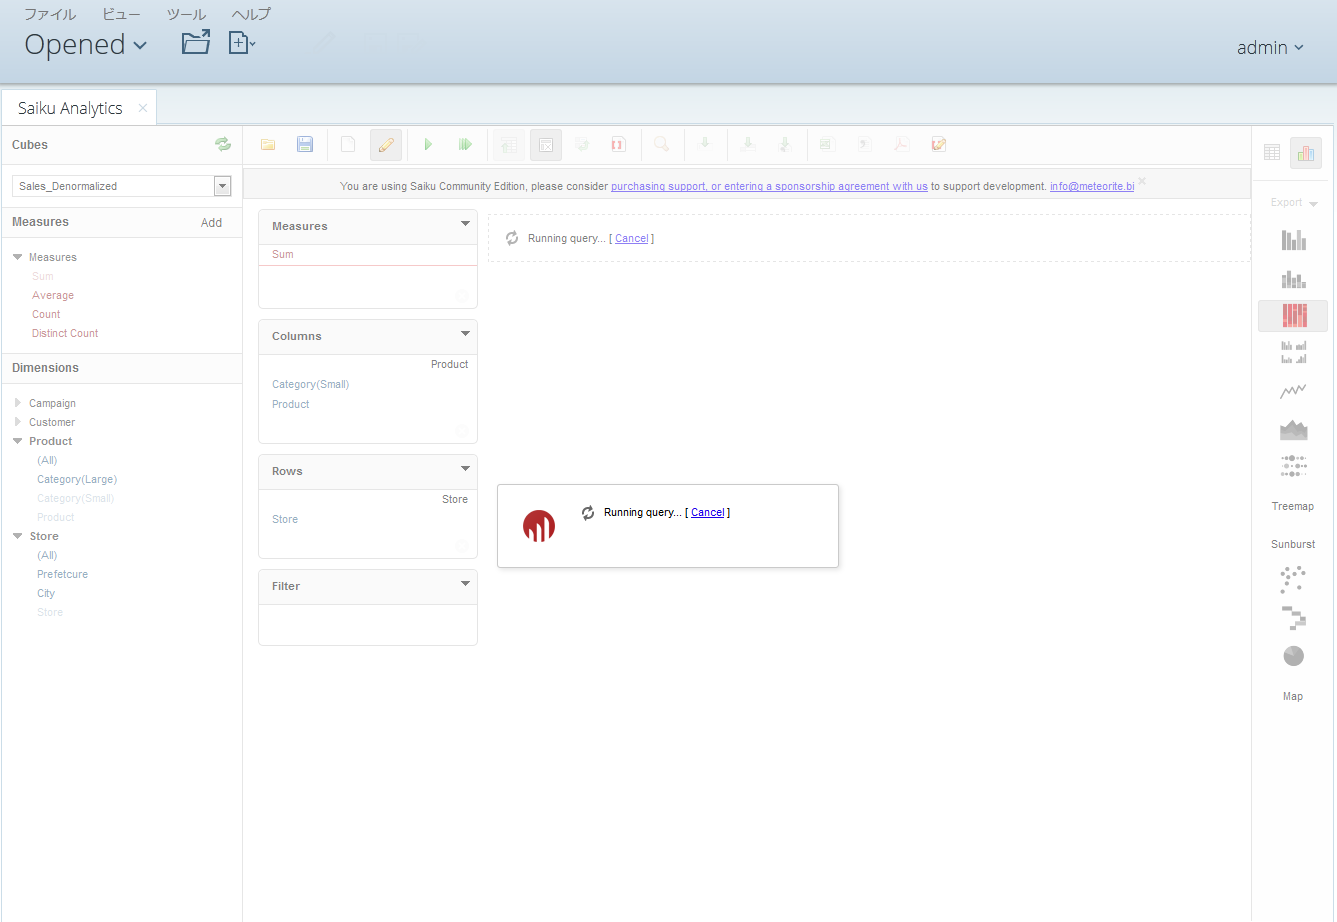 ファイル ビュー ツール ヘルプ
Opened
admin
Saiku Analytics
Cubes
Sales_Denormalized
Measures Add
Measures
Sum
Average
Count
Distinct Count
Dimensions
Campaign
Customer
Product
(All)
Category(Large)
Category(Small)
Product
Store
(All)
Prefetcure
City
Store
You are using Saiku Community Edition, please consider purchasing support, or entering a sponsorship agreement with us to support development. info@meteorite.bi
Measures
Sum
Columns
Product
Category(Small)
Product
Rows
Store
Store
Filter
Running query... [ Cancel ]
Running query... [ Cancel ]
Export
Treemap
Sunburst
Map